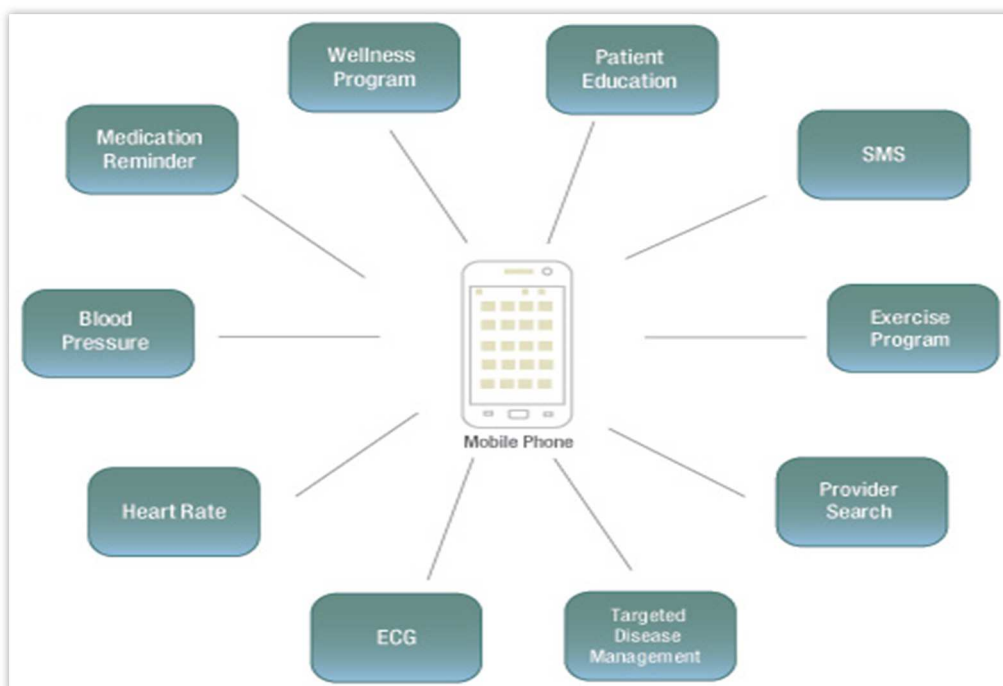 Wellness
Program
Patient
Education
Medication
Reminder
SMS
Blood
Pressure
Exercise
Program
Mobile Phone
Heart Rate
Provider
Search
ECG
Targeted
Disease
Management